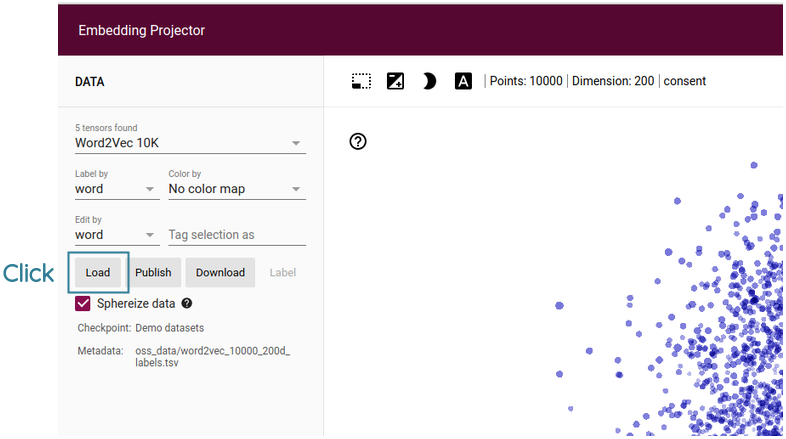 Embedding Projector
DATA
Points: 10000 | Dimension: 200 | consent
5 tensors found
Word2Vec 10K
Label by
Color by
word
No color map
Edit by
word
Tag selection as
Click
Load
Publish
Download
Label
Sphereize data
Checkpoint: Demo datasets
Metadata: oss_data/word2vec_10000_200d_
labels.tsv